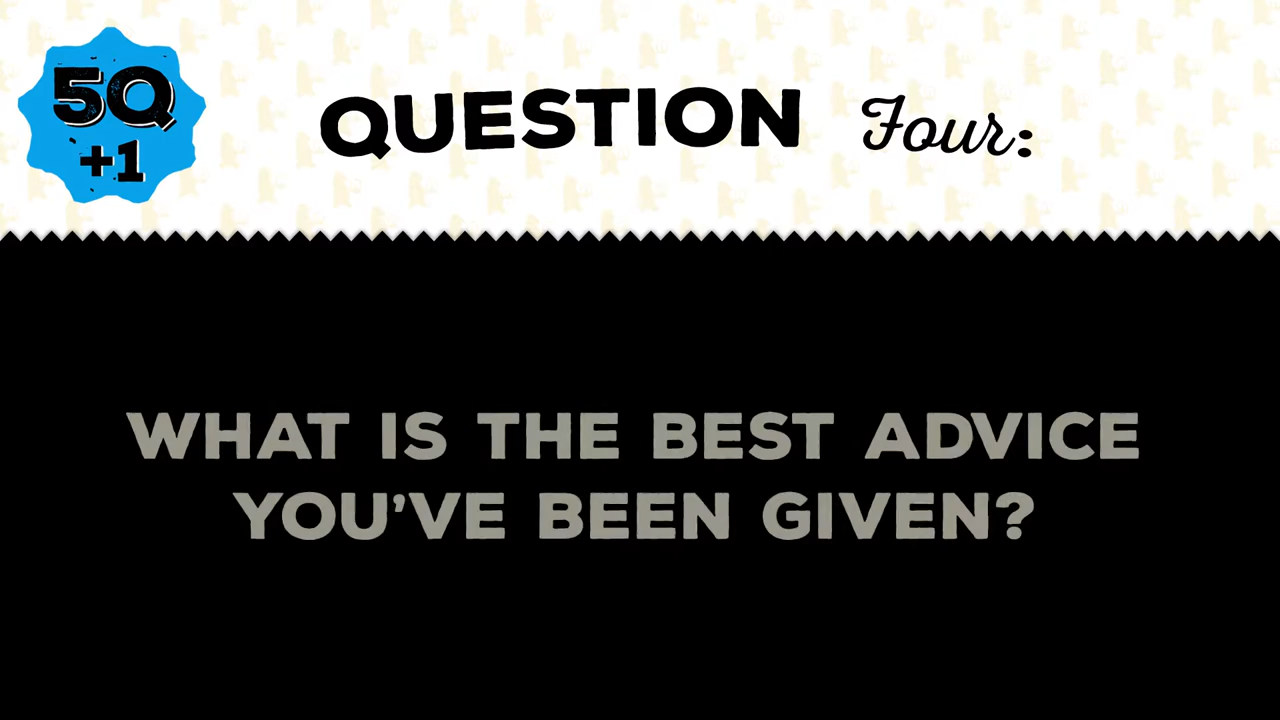 5Q
+1
QUESTION Four:
WHAT IS THE BEST ADVICE
YOU'VE BEEN GIVEN?